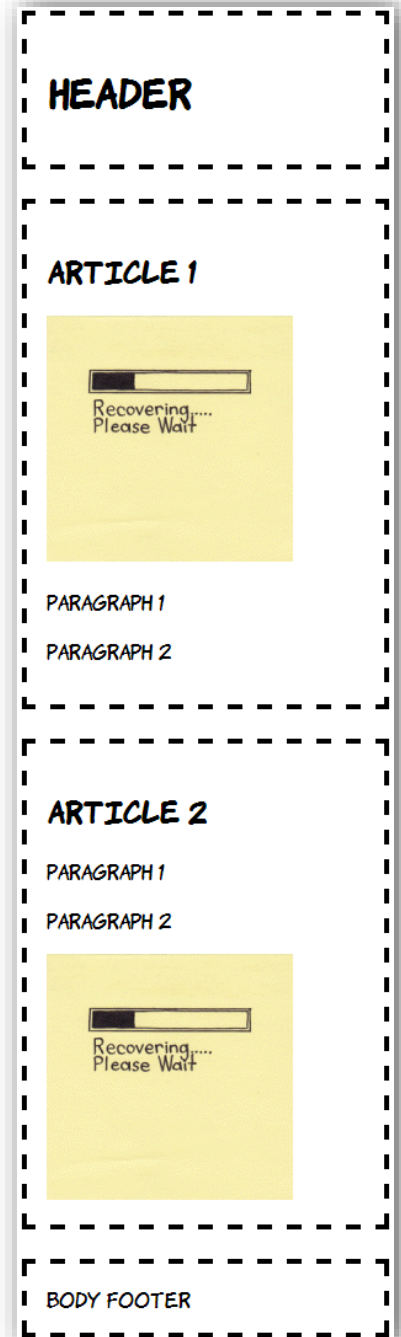 HEADER
ARTICLE 1
Recovering.....
Please Wait
PARAGRAPH 1
PARAGRAPH 2
ARTICLE 2
PARAGRAPH 1
PARAGRAPH 2
Recovering.....
Please Wait
BODY FOOTER